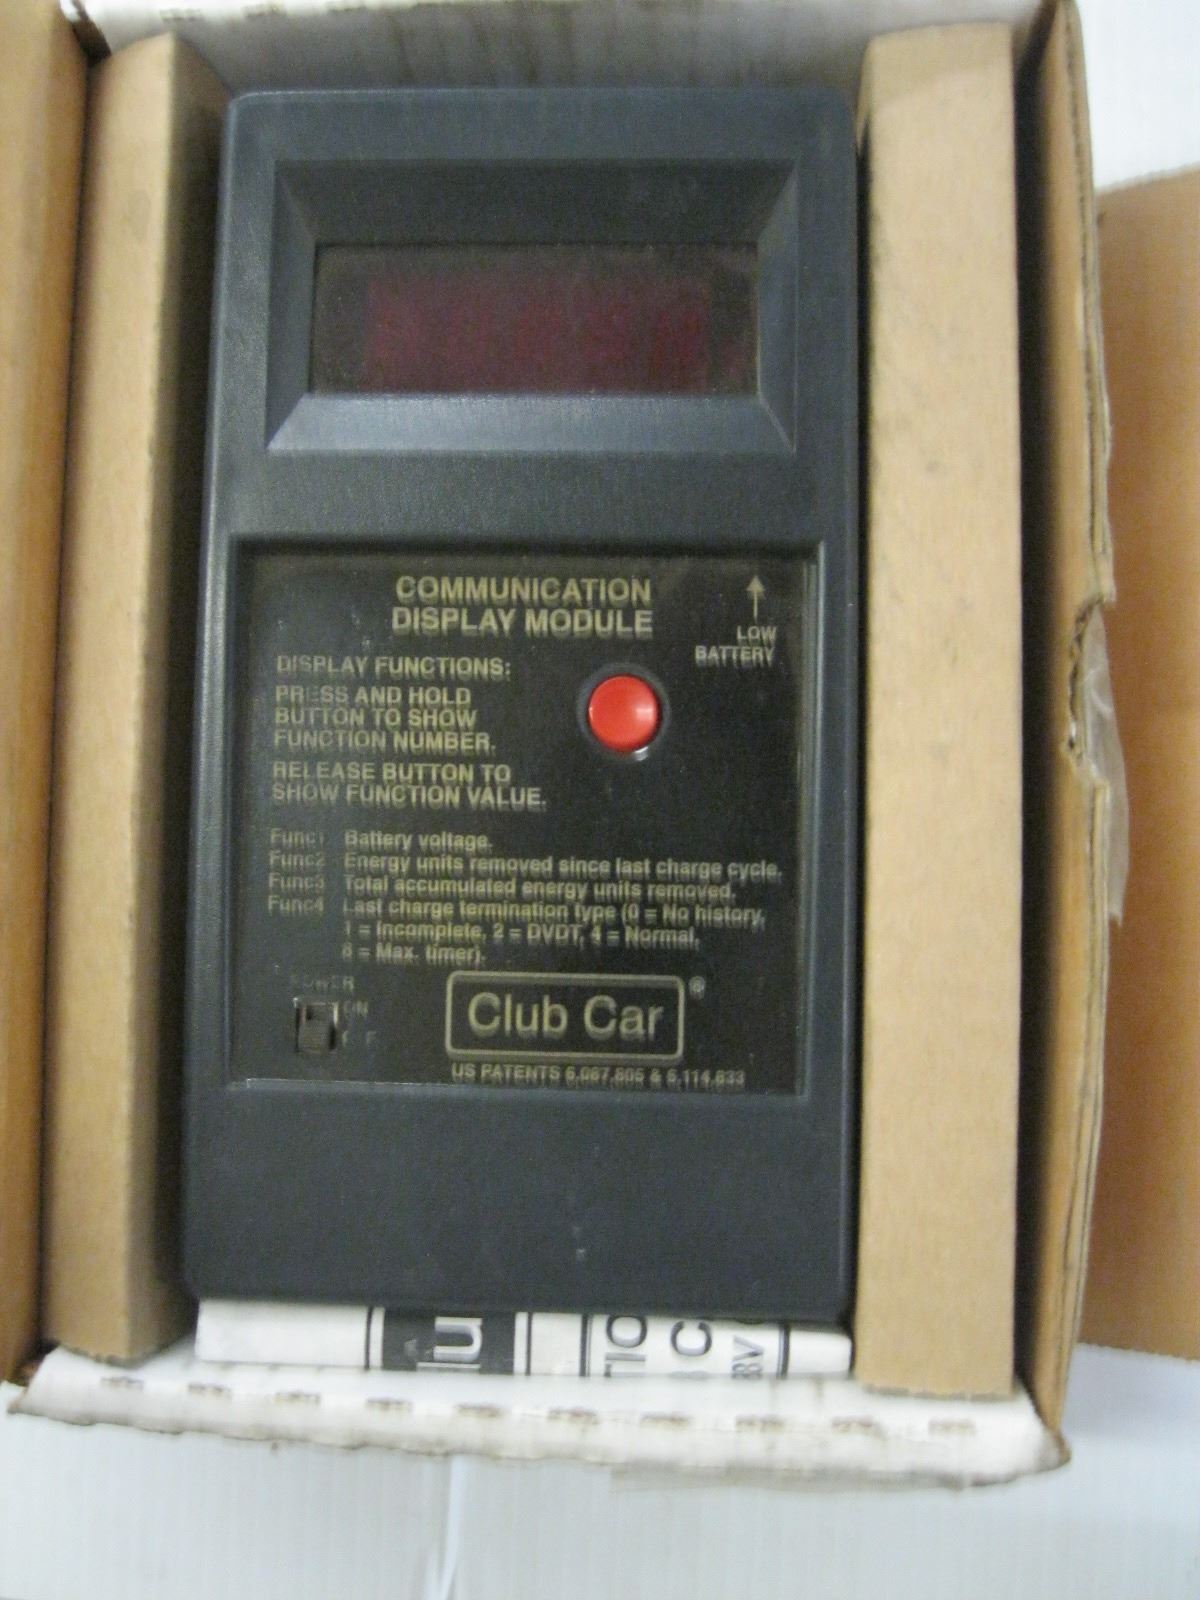 COMMUNICATION
DISPLAY MODULE
LOW
BATTERY
DISPLAY FUNCTIONS:
PRESS AND HOLD
BUTTON TO SHOW
FUNCTION NUMBER.
RELEASE BUTTON TO
SHOW FUNCTION VALUE.
Func1 Battery voltage.
Func2 Energy units removed since last charge cycle.
Func3 Total accumulated energy units removed.
Func4 Last charge termination type (0 = No history,
1 = Incomplete, 2 = DVDT, 4 = Normal,
8 = Max. timer).
POWER
ON
Club Car ®
US PATENTS 6,087,805 & 6,114,833